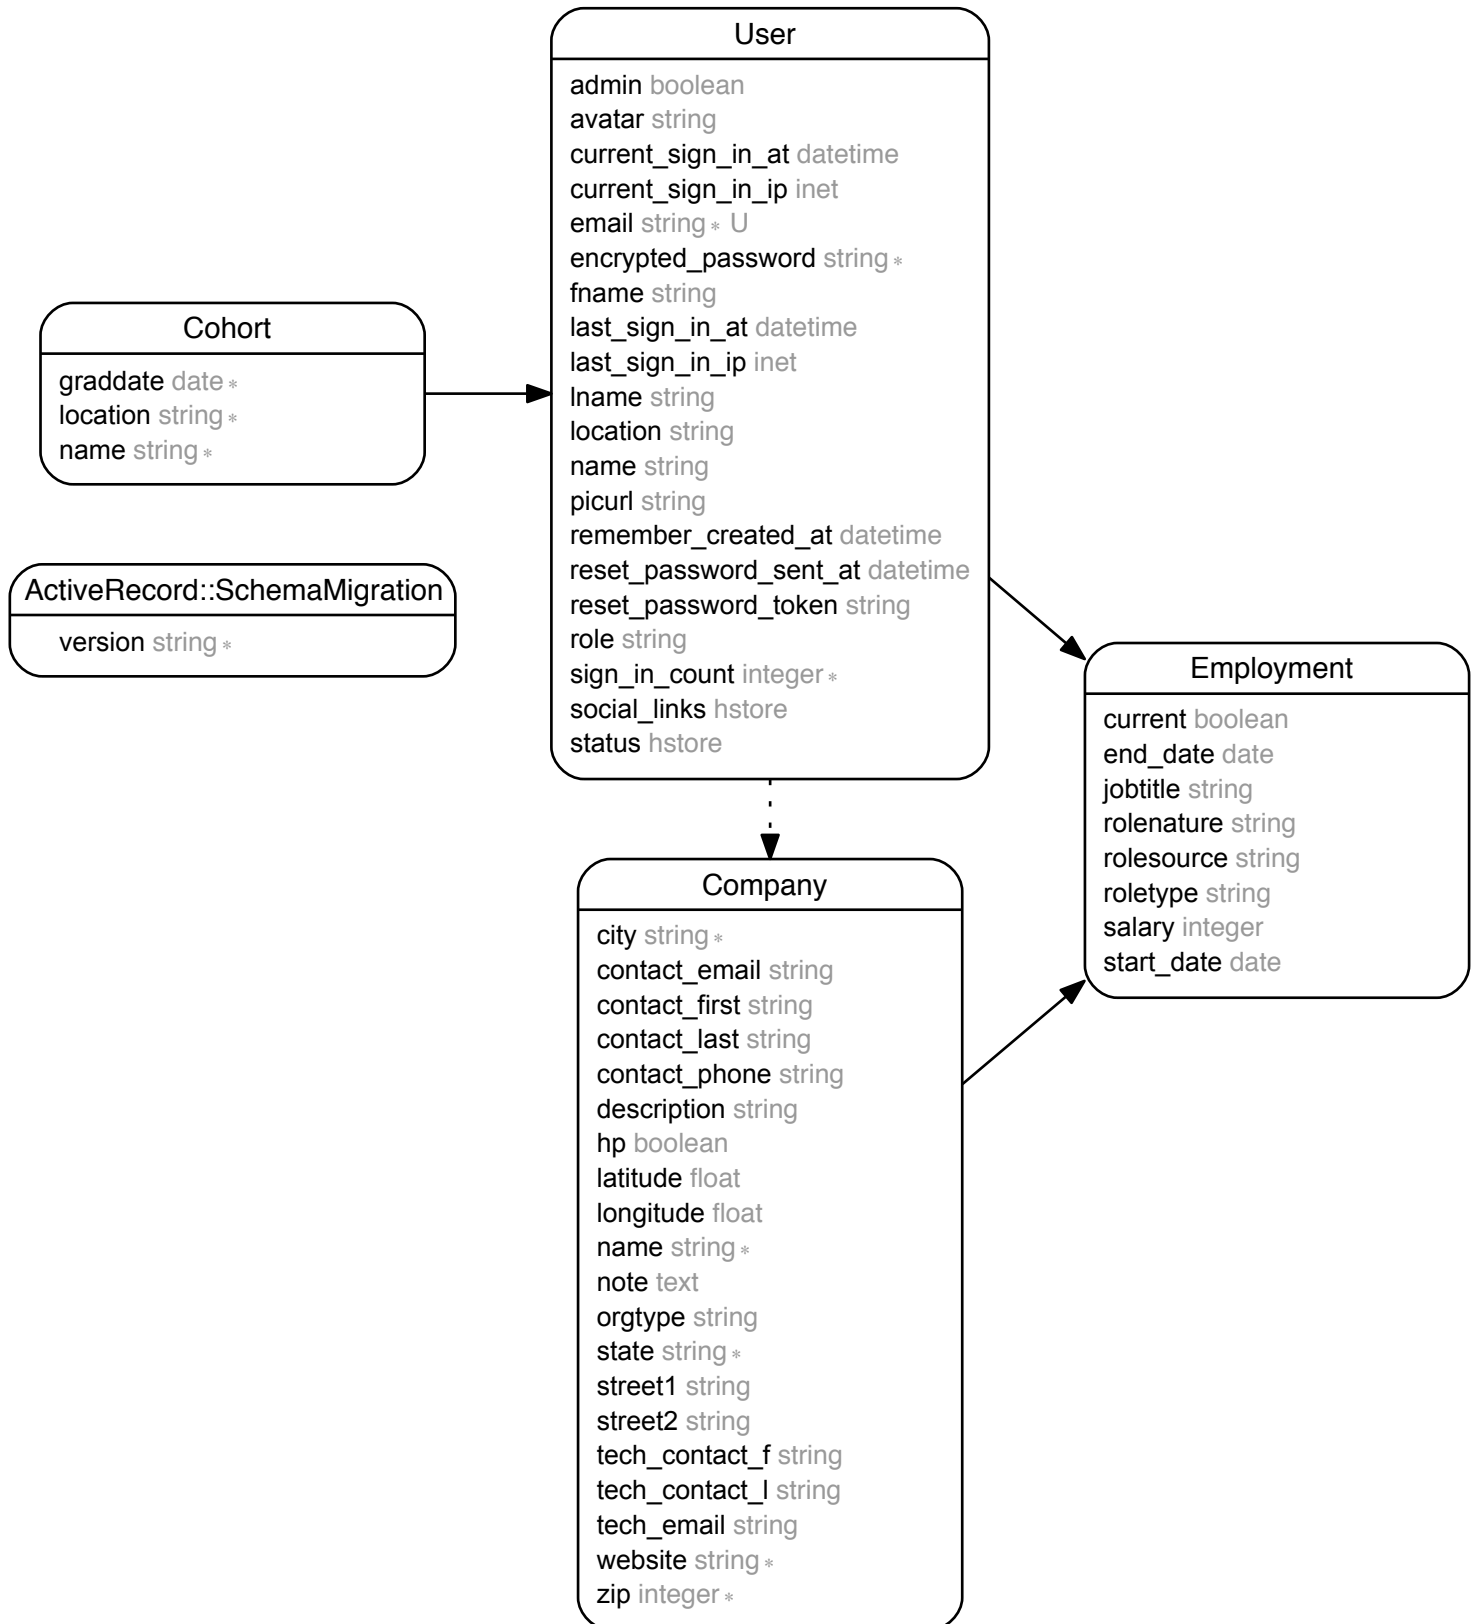 User
admin boolean
avatar string
current_sign_in_at datetime
current_sign_in_ip inet
email string* U
encrypted_password string*
fname string
last_sign_in_at datetime
last_sign_in_ip inet
lname string
location string
name string
picurl string
remember_created_at datetime
reset_password_sent_at datetime
reset_password_token string
role string
sign_in_count integer*
social_links hstore
status hstore
Cohort
graddate date*
location string*
name string*
ActiveRecord::SchemaMigration
version string*
Employment
current boolean
end_date date
jobtitle string
rolenature string
rolesource string
roletype string
salary integer
start_date date
Company
city string*
contact_email string
contact_first string
contact_last string
contact_phone string
description string
hp boolean
latitude float
longitude float
name string*
note text
orgtype string
state string*
street1 string
street2 string
tech_contact_f string
tech_contact_l string
tech_email string
website string*
zip integer*